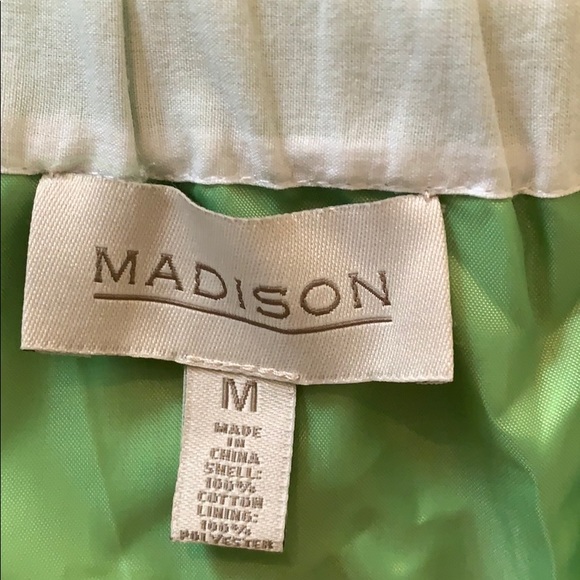 MADISON
M
MADE
IN
CHINA
SHELL:
100%
COTTON
LINING:
100%
POLYESTER